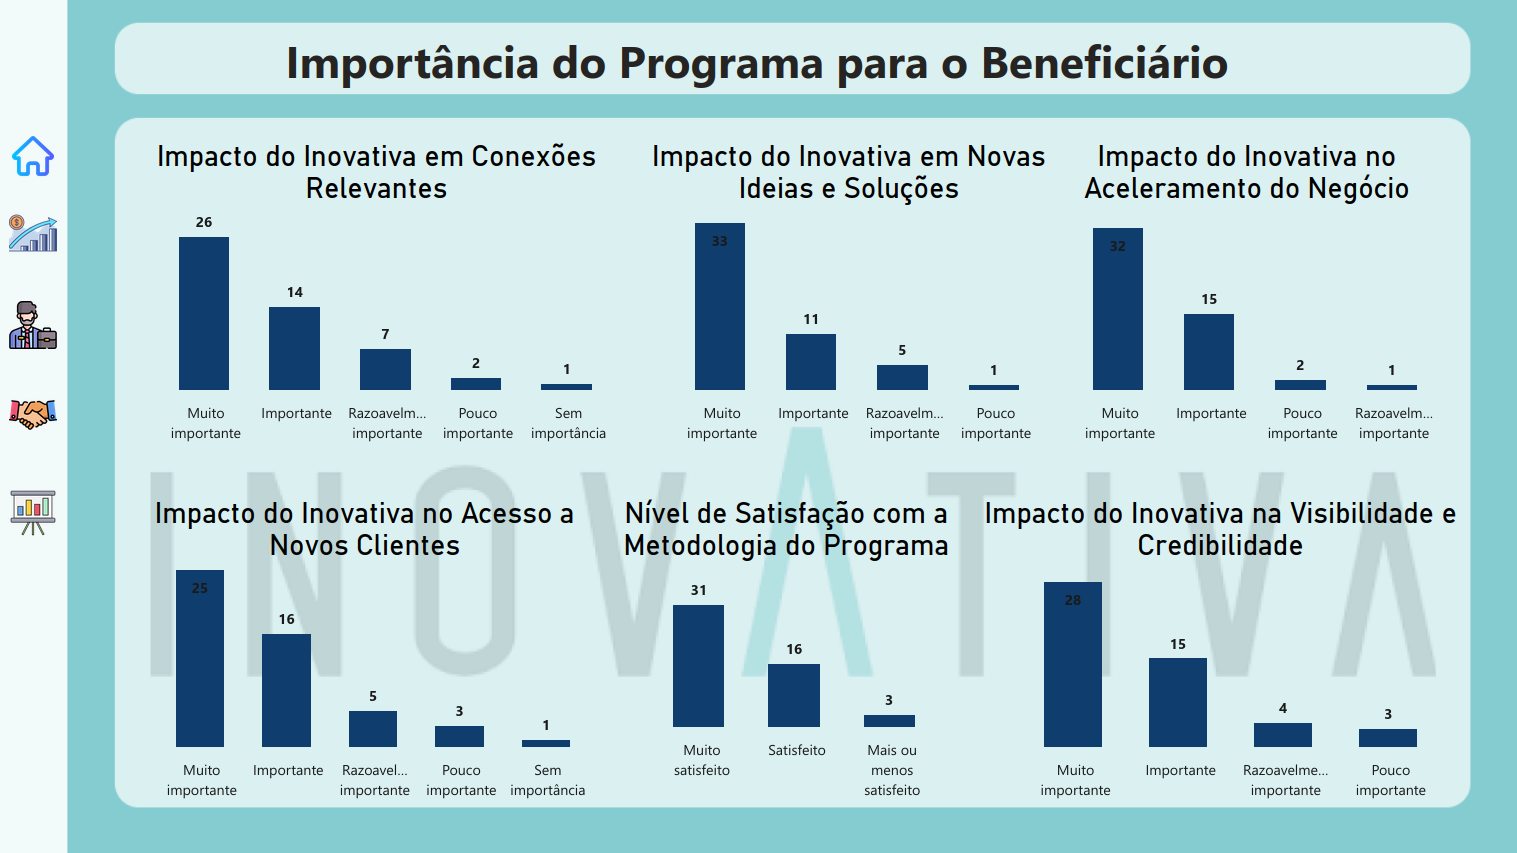 Importância do Programa para o Beneficiário
Impacto do Inovativa em Conexões
Relevantes
26
14
7
2
1
Muito
importante
Importante
Razoavelm...
importante
Pouco
importante
Sem
importância
Impacto do Inovativa em Novas
Ideias e Soluções
33
11
5
1
Muito
importante
Importante
Razoavelm...
importante
Pouco
importante
Impacto do Inovativa no
Aceleramento do Negócio
32
15
2
1
Muito
importante
Importante
Pouco
importante
Razoavelm...
importante
INOVATIVA
Impacto do Inovativa no Acesso a
Novos Clientes
25
16
5
3
1
Muito
importante
Importante
Razoavel...
importante
Pouco
importante
Sem
importância
Nível de Satisfação com a
Metodologia do Programa
31
16
3
Muito
satisfeito
Satisfeito
Mais ou
menos
satisfeito
Impacto do Inovativa na Visibilidade e
Credibilidade
28
15
4
3
Muito
importante
Importante
Razoavelme...
importante
Pouco
importante